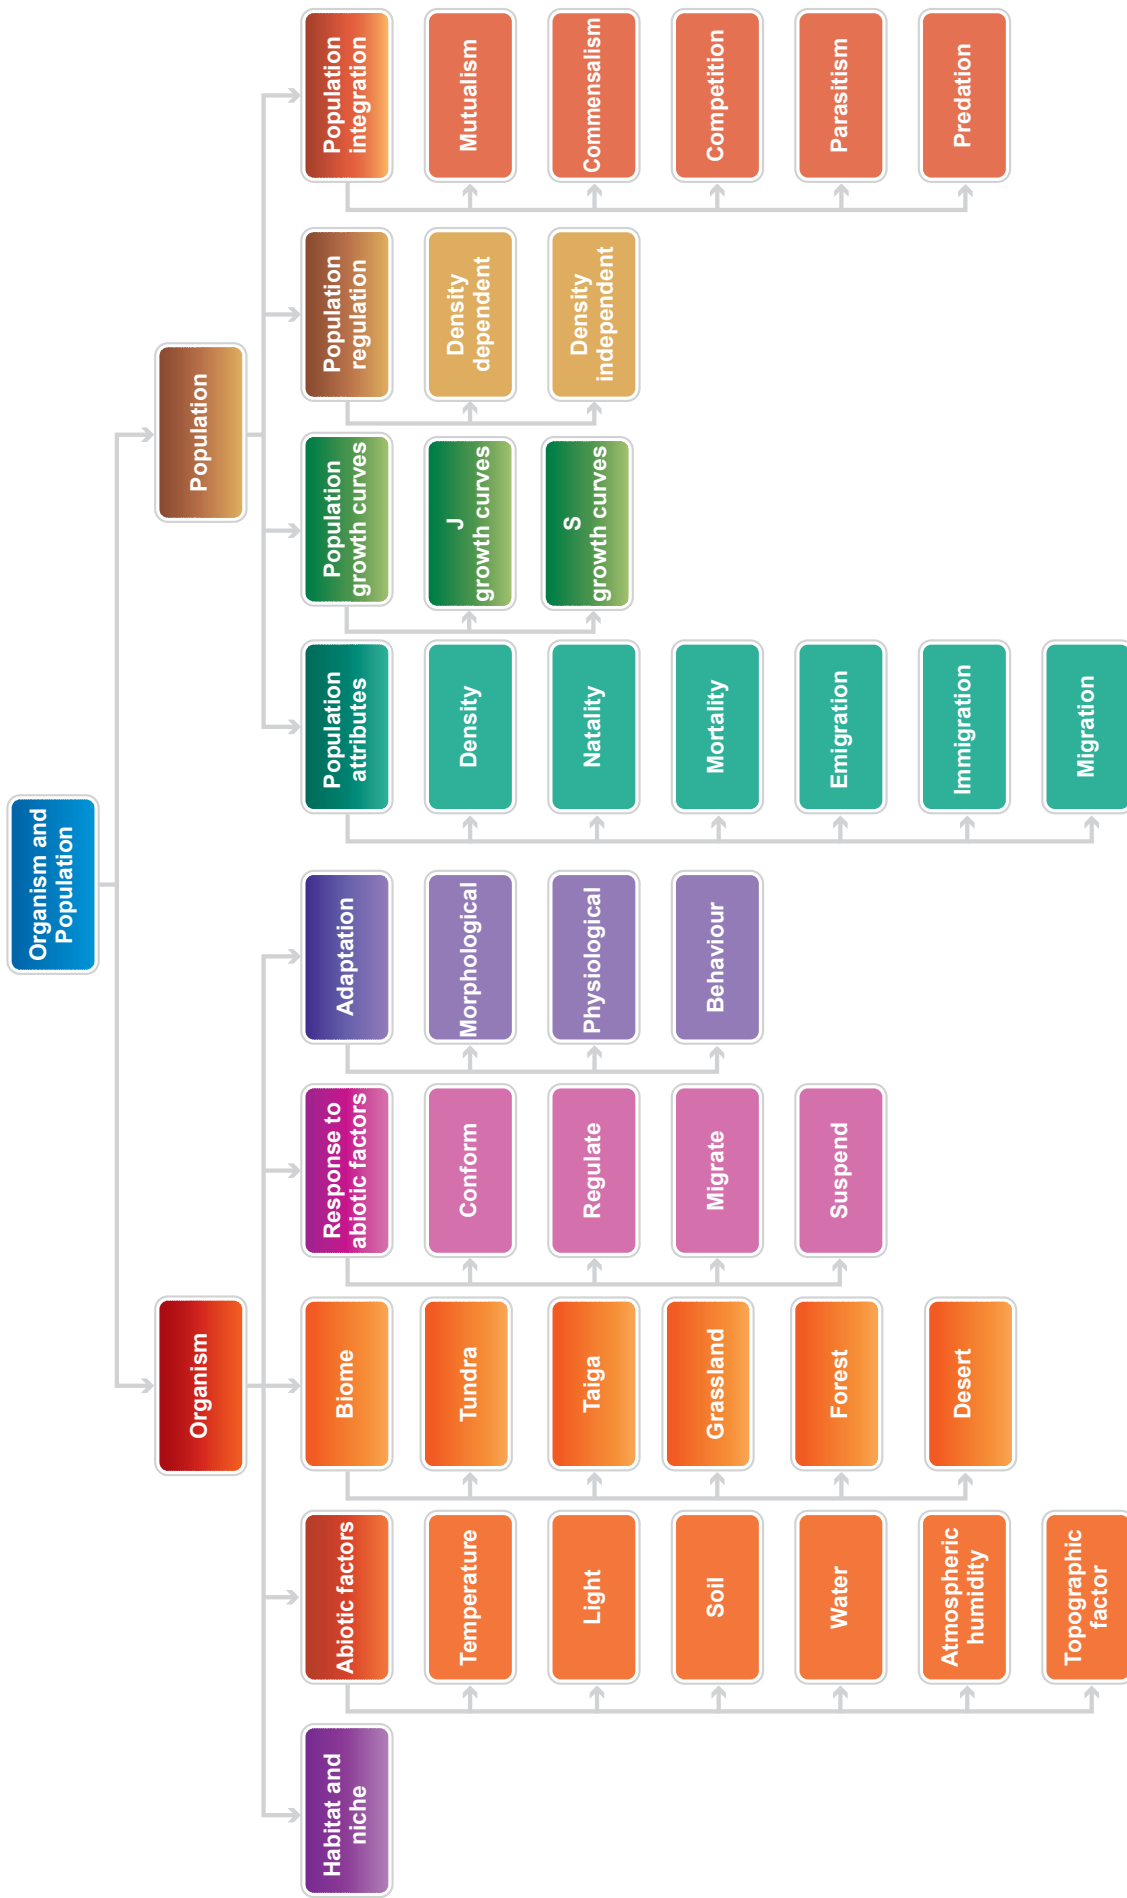 Organism and
Population
Organism
Population
Habitat and
niche
Abiotic factors
Temperature
Light
Soil
Water
Atmospheric
humidity
Topographic
factor
Biome
Tundra
Taiga
Grassland
Forest
Desert
Response to
abiotic factors
Conform
Regulate
Migrate
Suspend
Adaptation
Morphological
Physiological
Behaviour
Population
attributes
Density
Natality
Mortality
Emigration
Immigration
Migration
Population
growth curves
J
growth curves
S
growth curves
Population
regulation
Density
dependent
Density
independent
Population
integration
Mutualism
Commensalism
Competition
Parasitism
Predation